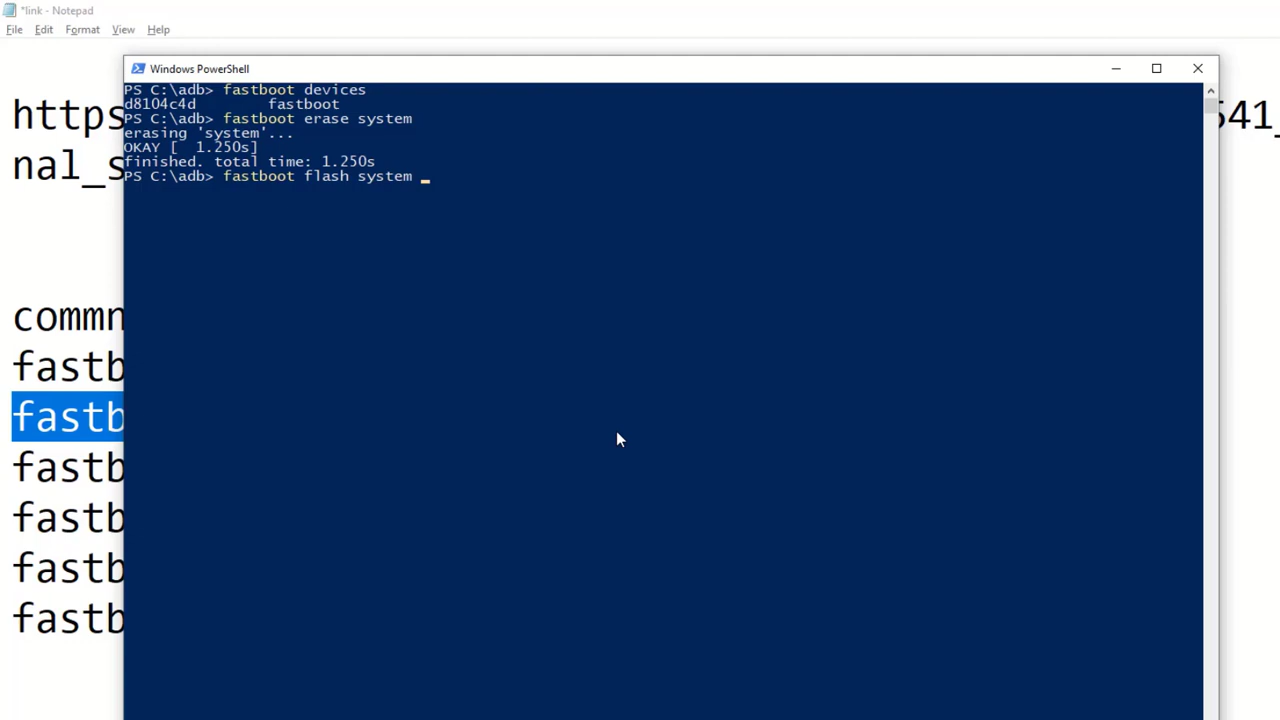 *link - Notepad
File Edit Format View Help
Windows PowerShell
PS C:\adb> fastboot devices
d8104c4d fastboot
PS C:\adb> fastboot erase system
erasing 'system'...
OKAY [ 1.250s]
finished. total time: 1.250s
PS C:\adb> fastboot flash system _
https
541_
nal_s
commn
fastb
fastb
fastb
fastb
fastb
fastb